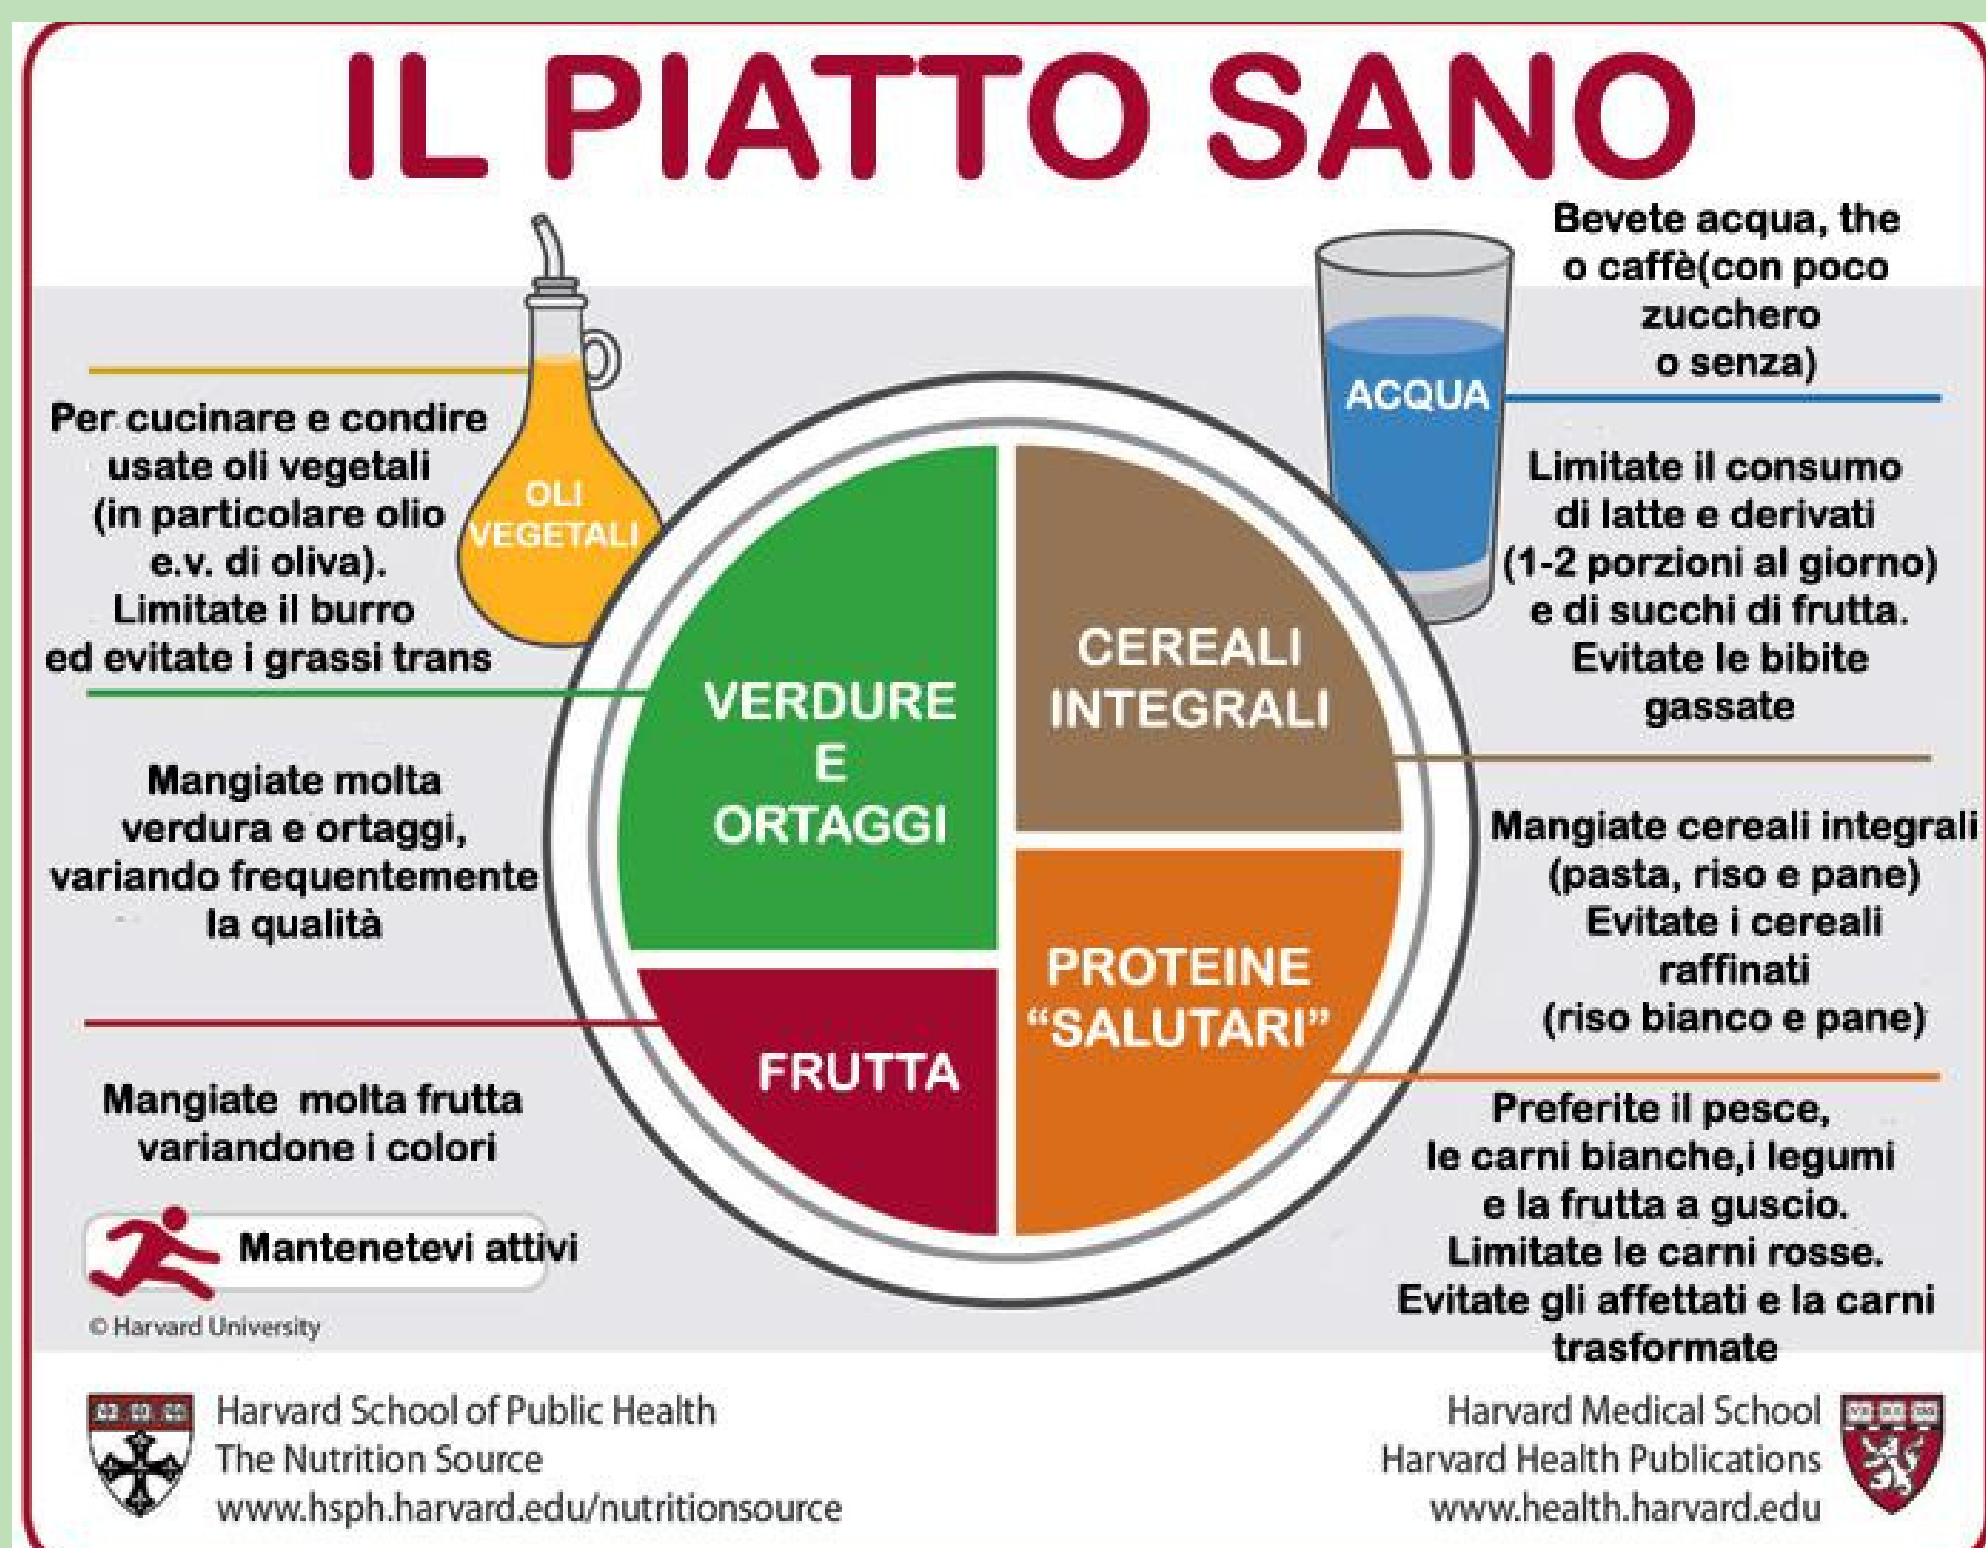 IL PIATTO SANO
Per cucinare e condire
usate oli vegetali
(in particolare olio
e.v. di oliva).
Limitate il burro
ed evitate i grassi trans
OLI
VEGETALI
Mangiate molta
verdura e ortaggi,
variando frequentemente
la qualità
Mangiate molta frutta
variandone i colori
Mantenetevi attivi
© Harvard University
VERDURE
E
ORTAGGI
FRUTTA
CEREALI
INTEGRALI
PROTEINE
“SALUTARI”
ACQUA
Bevete acqua, the
o caffè(con poco
zucchero
o senza)
Limitate il consumo
di latte e derivati
(1-2 porzioni al giorno)
e di succhi di frutta.
Evitate le bibite
gassate
Mangiate cereali integrali
(pasta, riso e pane)
Evitate i cereali
raffinati
(riso bianco e pane)
Preferite il pesce,
le carni bianche,i legumi
e la frutta a guscio.
Limitate le carni rosse.
Evitate gli affettati e la carni
trasformate
Harvard School of Public Health
The Nutrition Source
www.hsph.harvard.edu/nutritionsource
Harvard Medical School
Harvard Health Publications
www.health.harvard.edu